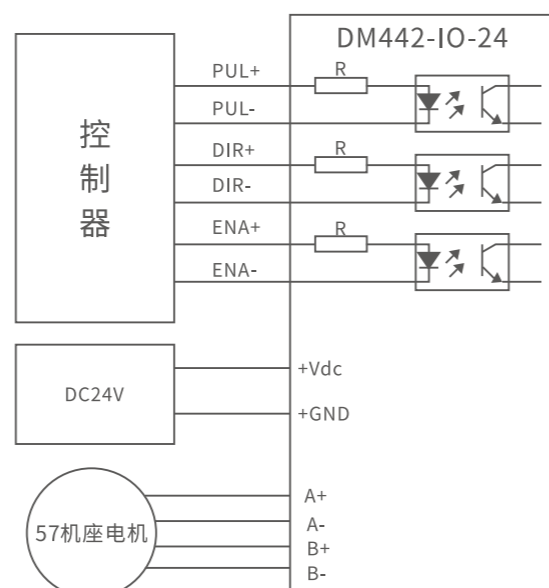 DM442-IO-24
控制器
PUL+
R
PUL-
DIR+
R
DIR-
ENA+
R
ENA-
DC24V
+Vdc
+GND
57机座电机
A+
A-
B+
B-